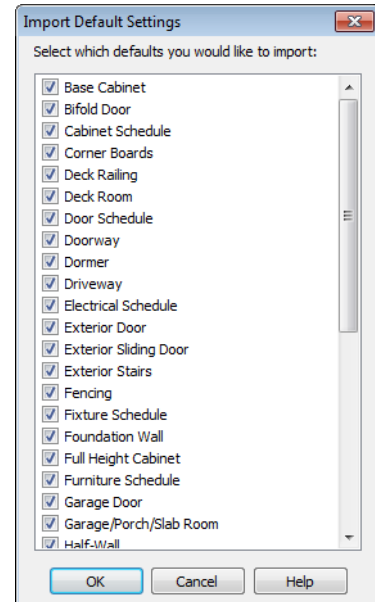 Import Default Settings
Select which defaults you would like to import:
Base Cabinet
Bifold Door
Cabinet Schedule
Corner Boards
Deck Railing
Deck Room
Door Schedule
Doorway
Dormer
Driveway
Electrical Schedule
Exterior Door
Exterior Sliding Door
Exterior Stairs
Fencing
Fixture Schedule
Foundation Wall
Full Height Cabinet
Furniture Schedule
Garage Door
Garage/Porch/Slab Room
Half-Wall
OK Cancel Help